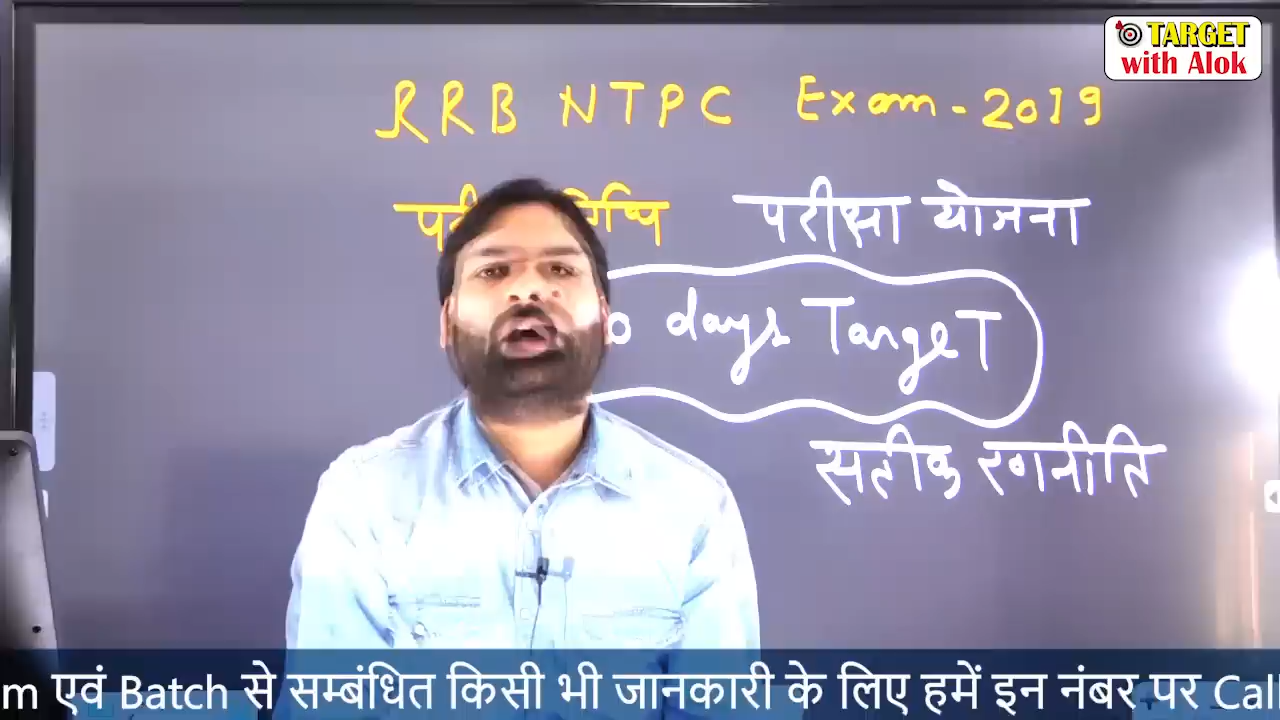 TARGET
with Alok
RRB NTPC Exam-2019
परीक्षा योजना
days Target
सटीक रणनीति
एवं Batch से सम्बंधित किसी भी जानकारी के लिए हमें इन नंबर पर Call